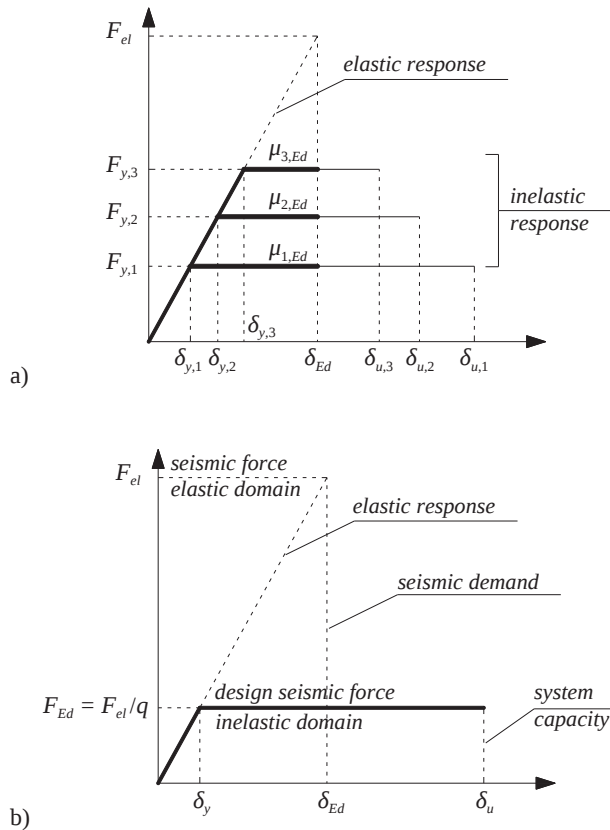 F_el
elastic response
F_y,3
μ_3,Ed
F_y,2
μ_2,Ed
inelastic
response
F_y,1
μ_1,Ed
δ_y,3
δ_y,1 δ_y,2 δ_Ed δ_u,3 δ_u,2 δ_u,1
a)
F_el
seismic force
elastic domain
elastic response
seismic demand
F_Ed = F_el/q
design seismic force
inelastic domain
system
capacity
δ_y δ_Ed δ_u
b)